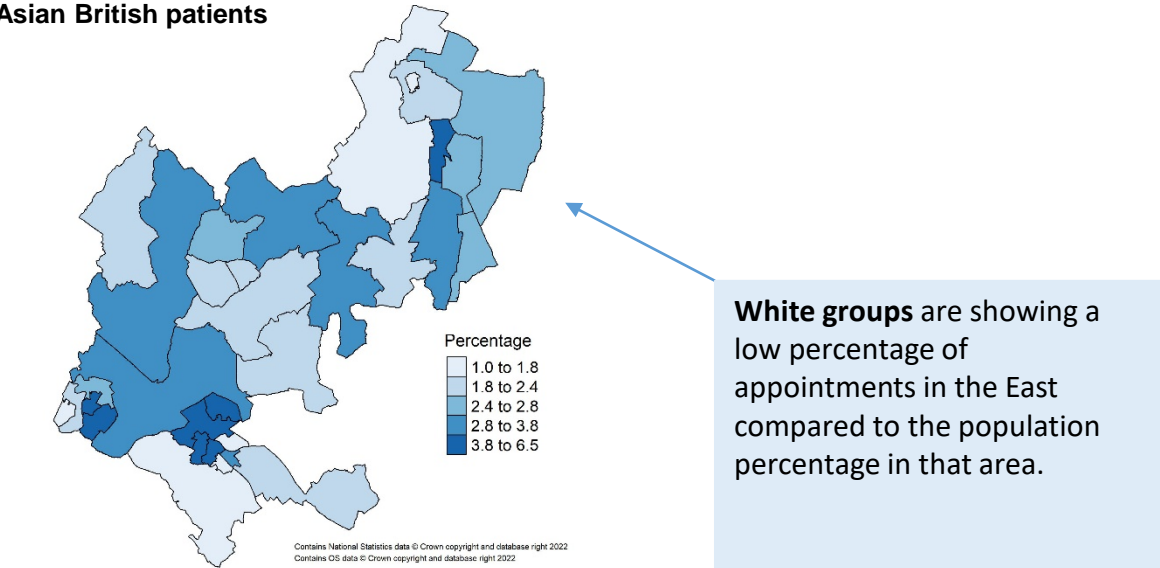 Asian British patients
White groups are showing a
low percentage of
appointments in the East
compared to the population
percentage in that area.
Percentage
1.0 to 1.8
1.8 to 2.4
2.4 to 2.8
2.8 to 3.8
3.8 to 6.5
Contains National Statistics data © Crown copyright and database right 2022
Contains OS data © Crown copyright and database right 2022